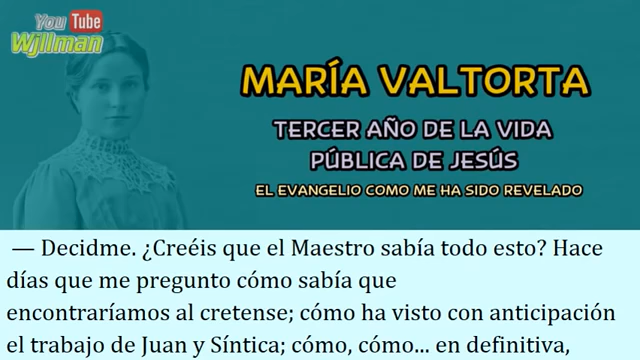 You Tube
Wjllman
MARÍA VALTORTA
TERCER AÑO DE LA VIDA
PÚBLICA DE JESÚS
EL EVANGELIO COMO ME HA SIDO REVELADO
— Decidme. ¿Creéis que el Maestro sabía todo esto? Hace
días que me pregunto cómo sabía que
encontraríamos al cretense; cómo ha visto con anticipación
el trabajo de Juan y Síntica; cómo, cómo... en definitiva,